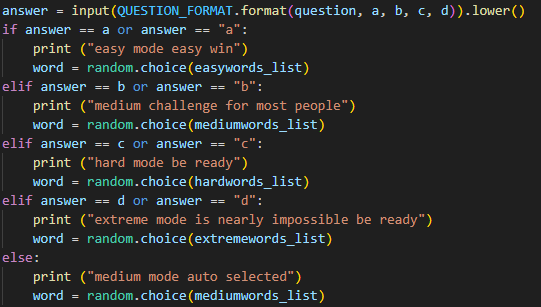 answer = input(QUESTION_FORMAT.format(question, a, b, c, d)).lower()
if answer == a or answer == "a":
    print ("easy mode easy win")
    word = random.choice(easywords_list)
elif answer == b or answer == "b":
    print ("medium challenge for most people")
    word = random.choice(mediumwords_list)
elif answer == c or answer == "c":
    print ("hard mode be ready")
    word = random.choice(hardwords_list)
elif answer == d or answer == "d":
    print ("extreme mode is nearly impossible be ready")
    word = random.choice(extremewords_list)
else:
    print ("medium mode auto selected")
    word = random.choice(mediumwords_list)